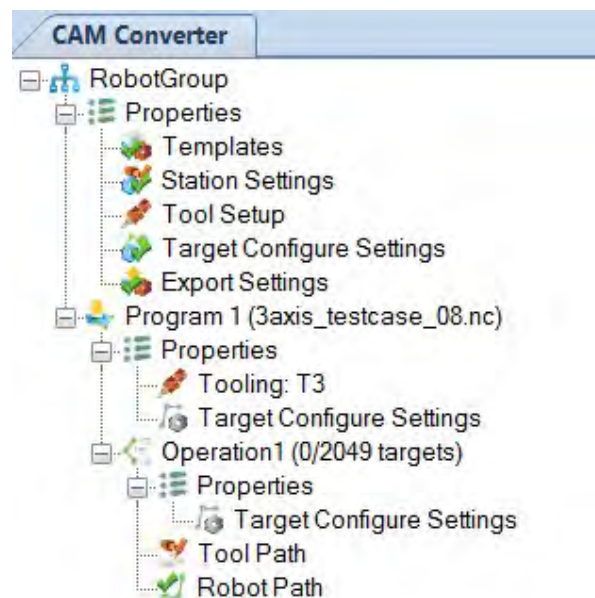 CAM Converter
RobotGroup
Properties
Templates
Station Settings
Tool Setup
Target Configure Settings
Export Settings
Program 1 (3axis_testcase_08.nc)
Properties
Tooling: T3
Target Configure Settings
Operation1 (0/2049 targets)
Properties
Target Configure Settings
Tool Path
Robot Path